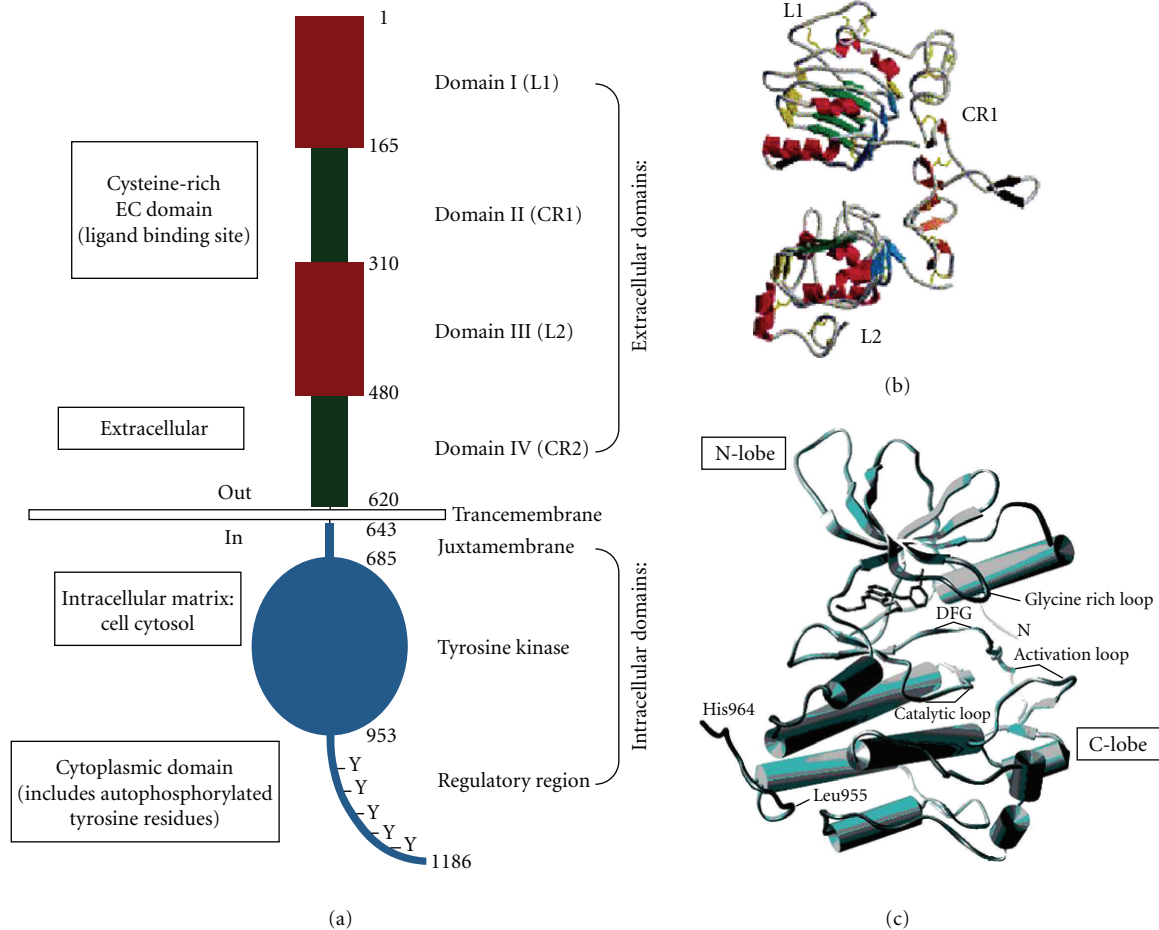 1
Domain I (L1)
165
Cysteine-rich
EC domain
(ligand binding site)
Domain II (CR1)
310
Domain III (L2)
480
Extracellular
Domain IV (CR2)
Extracellular domains:
Out
620
Trancemembrane
In
643
Juxtamembrane
685
Intracellular matrix:
cell cytosol
Tyrosine kinase
Intracellular domains:
953
Cytoplasmic domain
(includes autophosphorylated
tyrosine residues)
Regulatory region
Y
Y
Y
Y
Y
1186
(a)
L1
CR1
L2
(b)
N-lobe
Glycine rich loop
DFG
N
Activation loop
Catalytic loop
His964
C-lobe
Leu955
(c)